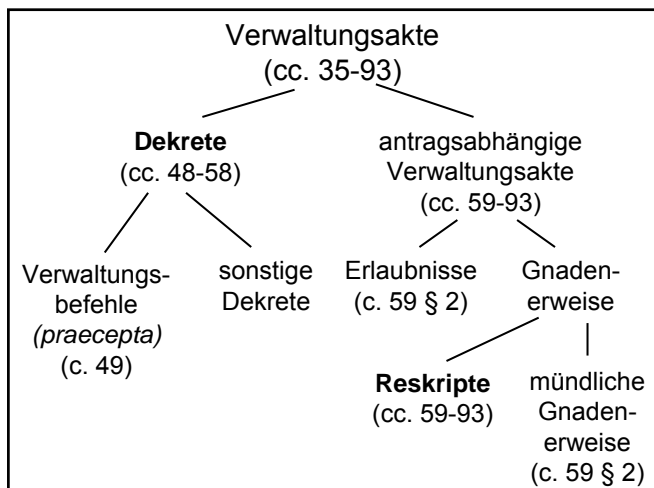 Verwaltungsakte
(cc. 35-93)
Dekrete
(cc. 48-58)
antragsabhängige
Verwaltungsakte
(cc. 59-93)
Verwaltungs-
befehle
(praecepta)
(c. 49)
sonstige
Dekrete
Erlaubnisse
(c. 59 § 2)
Gnaden-
erweise
Reskripte
(cc. 59-93)
mündliche
Gnaden-
erweise
(c. 59 § 2)